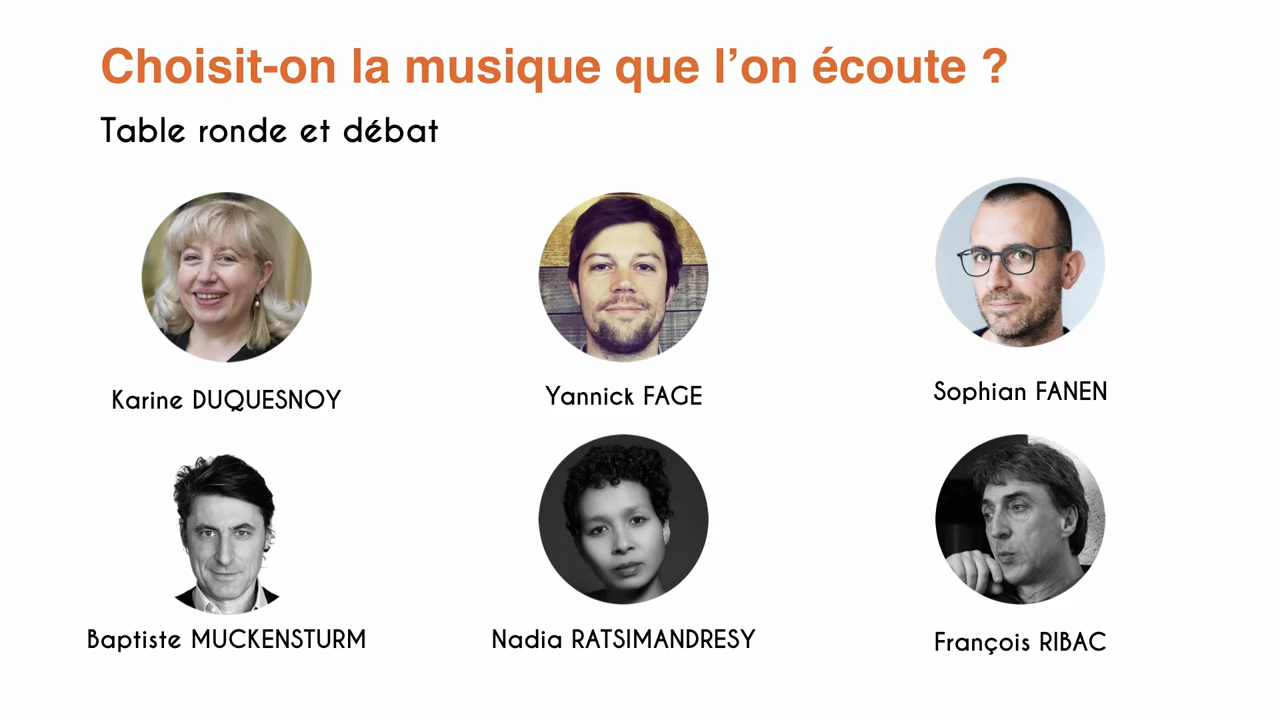 Choisit-on la musique que l’on écoute ?
Table ronde et débat
Karine DUQUESNOY
Yannick FAGE
Sophian FANEN
Baptiste MUCKENSTURM
Nadia RATSIMANDRESY
François RIBAC